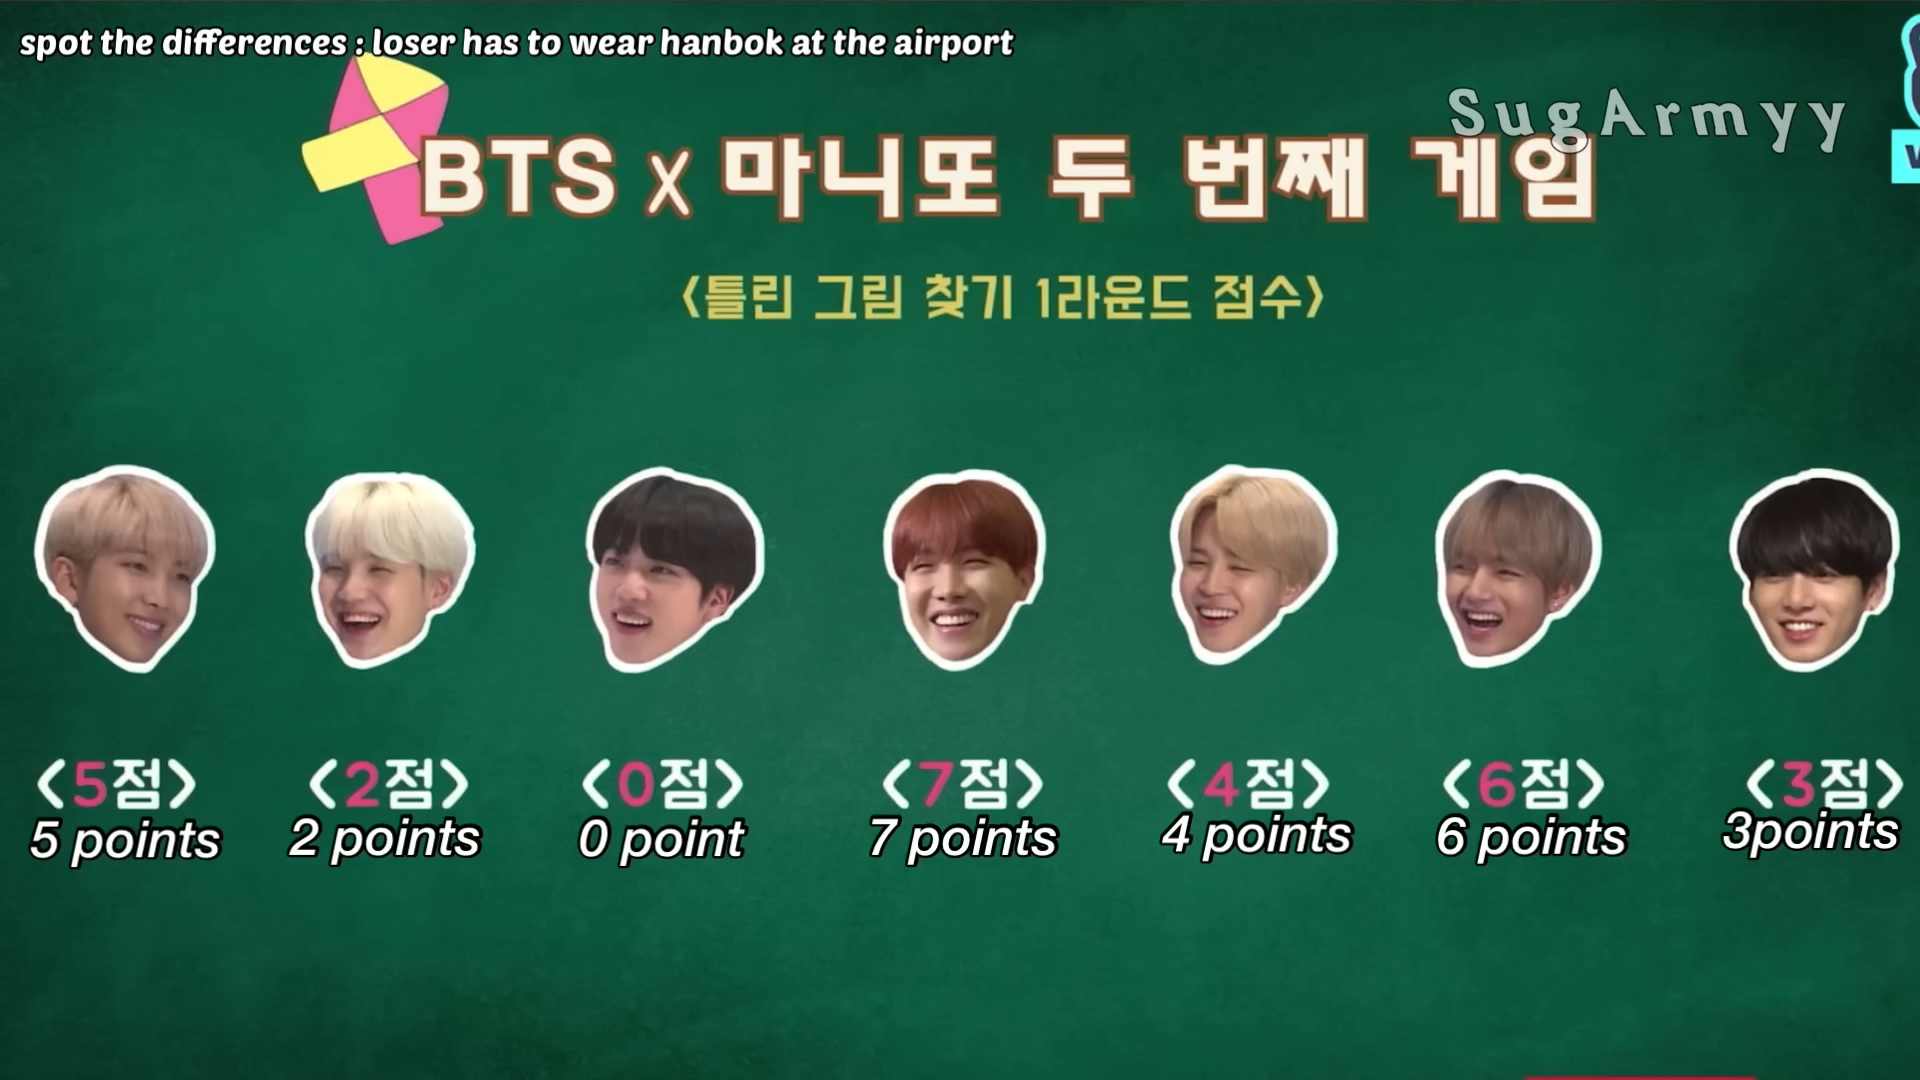 spot the differences : loser has to wear hanbok at the airport
SugArmyy
BTS x 마니또 두 번째 게임
<틀린 그림 찾기 1라운드 점수>
<5점> <2점> <0점> <7점> <4점> <6점> <3점>
5 points 2 points 0 point 7 points 4 points 6 points 3points